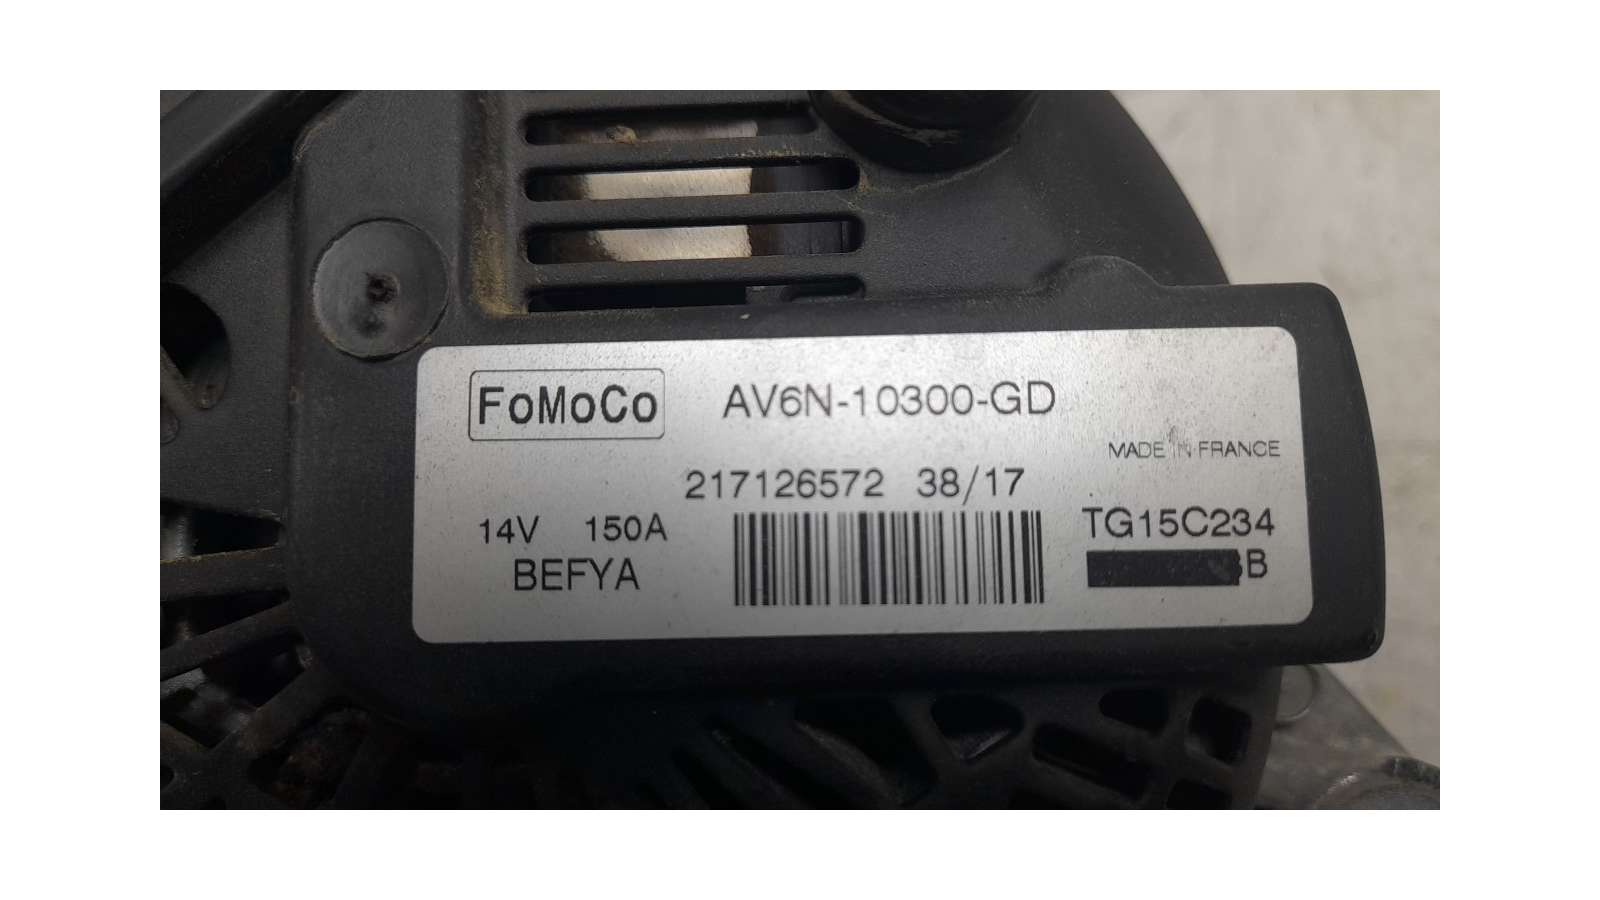 FoMoCo AV6N-10300-GD
MADE IN FRANCE
217126572 38/17
14V 150A TG15C234
BEFYA B